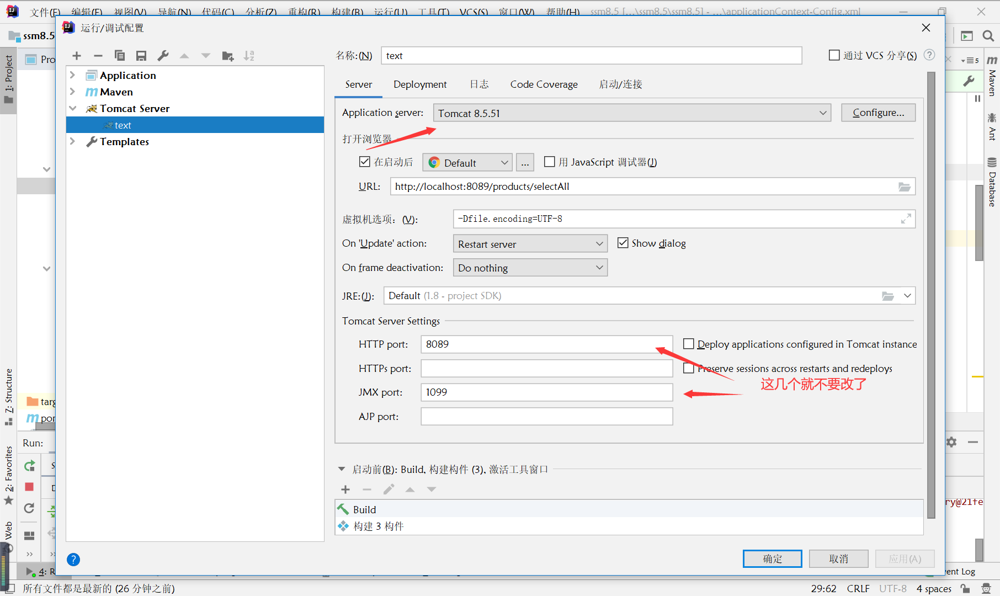 文件(F) 编辑(E) 视图(V) 导航(N) 代码(C) 分析(Z) 重构(R) 构建(B) 运行(U) 工具(T) VCS(S) 窗口(W) 帮助(H) ssm8.5 [...\ssm8.5\ssm8.5] - ...\applicationContext-Config.xml
运行/调试配置
ssm8.5
1: Project
Pro
名称:(N) text 通过 VCS 分享(S) ?
5
Maven
Application
Maven
Tomcat Server
text
Templates
Server Deployment 日志 Code Coverage 启动/连接
Application server: Tomcat 8.5.51 Configure...
打开浏览器
在启动后 Default ... 用 JavaScript 调试器(J)
URL: http://localhost:8089/products/selectAll
虚拟机选项: (V): -Dfile.encoding=UTF-8
On 'Update' action: Restart server Show dialog
On frame deactivation: Do nothing
JRE:(J): Default (1.8 - project SDK)
Tomcat Server Settings
HTTP port: 8089 Deploy applications configured in Tomcat instance
HTTPs port: Preserve sessions across restarts and redeploys
这几个就不要改了
JMX port: 1099
AJP port:
Ant
Database
Z: Structure
targ
por
Run:
2: Favorites
Web
启动前(B): Build, 构建构件 (3), 激活工具窗口
Build
构建 3 构件
ry@21fe
? 确定 取消 应用(A)
4: R
ent Log
所有文件都是最新的 (26 分钟之前) 29:62 CRLF UTF-8 4 spaces